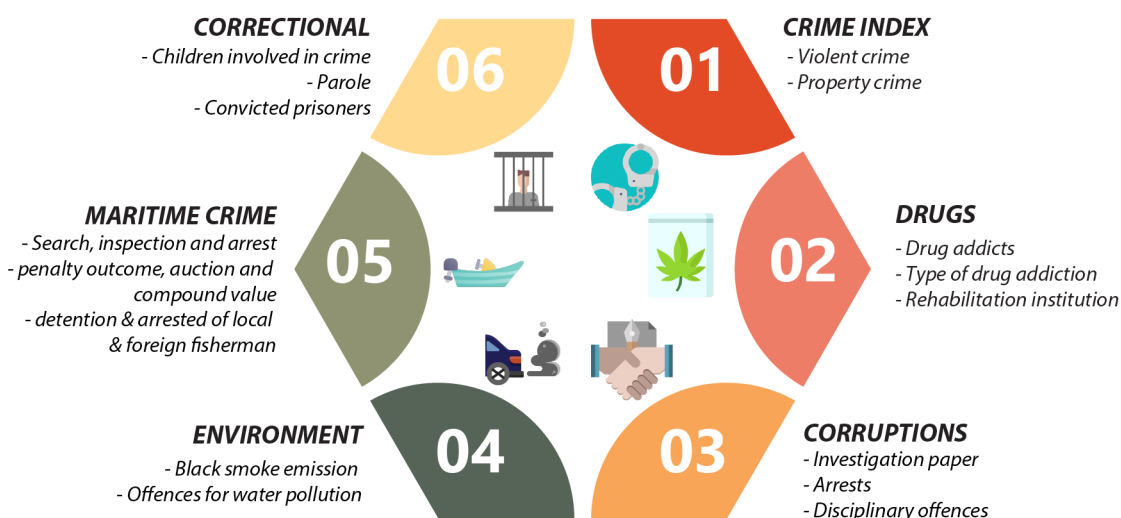 01
CRIME INDEX
- Violent crime
- Property crime
02
DRUGS
- Drug addicts
- Type of drug addiction
- Rehabilitation institution
03
CORRUPTIONS
- Investigation paper
- Arrests
- Disciplinary offences
04
ENVIRONMENT
- Black smoke emission
- Offences for water pollution
05
MARITIME CRIME
- Search, inspection and arrest
- penalty outcome, auction and
compound value
- detention & arrested of local
& foreign fisherman
06
CORRECTIONAL
- Children involved in crime
- Parole
- Convicted prisoners